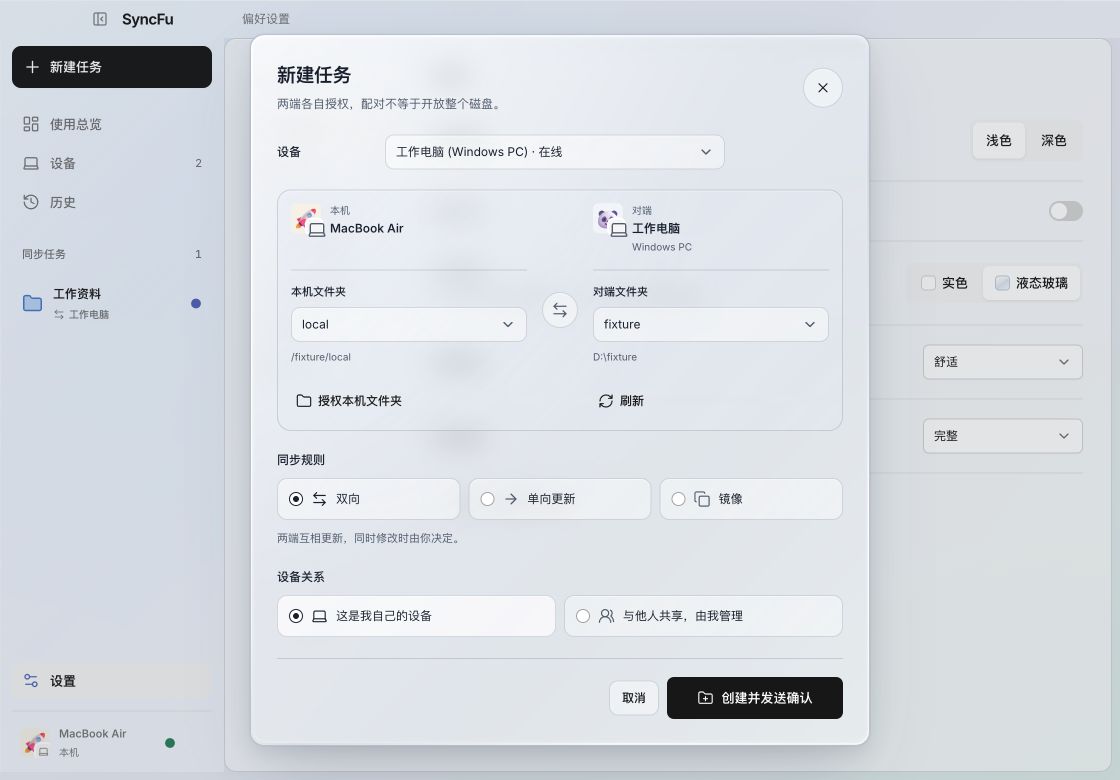 SyncFu
偏好设置
新建任务
使用总览
设备 2
历史
同步任务 1
工作资料
工作电脑
设置
MacBook Air
本机
新建任务
两端各自授权，配对不等于开放整个磁盘。
设备
工作电脑 (Windows PC) · 在线
本机
MacBook Air
对端
工作电脑
Windows PC
本机文件夹
对端文件夹
local
fixture
/fixture/local
D:\fixture
授权本机文件夹
刷新
同步规则
双向
单向更新
镜像
两端互相更新，同时修改时由你决定。
设备关系
这是我自己的设备
与他人共享，由我管理
取消
创建并发送确认
浅色
深色
实色
液态玻璃
舒适
完整